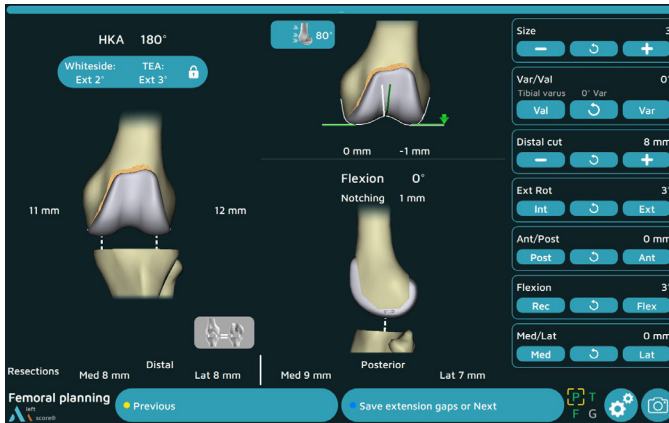 HKA 180°
Whiteside: TEA:
Ext 2° Ext 3°
80°
0 mm -1 mm
Flexion 0°
Notching 1 mm
11 mm 12 mm
Distal
Resections Med 8 mm Lat 8 mm
Posterior
Med 9 mm Lat 7 mm
Size 3
Var/Val 0°
Tibial varus 0° Var
Val Var
Distal cut 8 mm
Ext Rot 3°
Int Ext
Ant/Post 0 mm
Post Ant
Flexion 3°
Rec Flex
Med/Lat 0 mm
Med Lat
Femoral planning
left
score®
Previous
Save extension gaps or Next
P T
F G